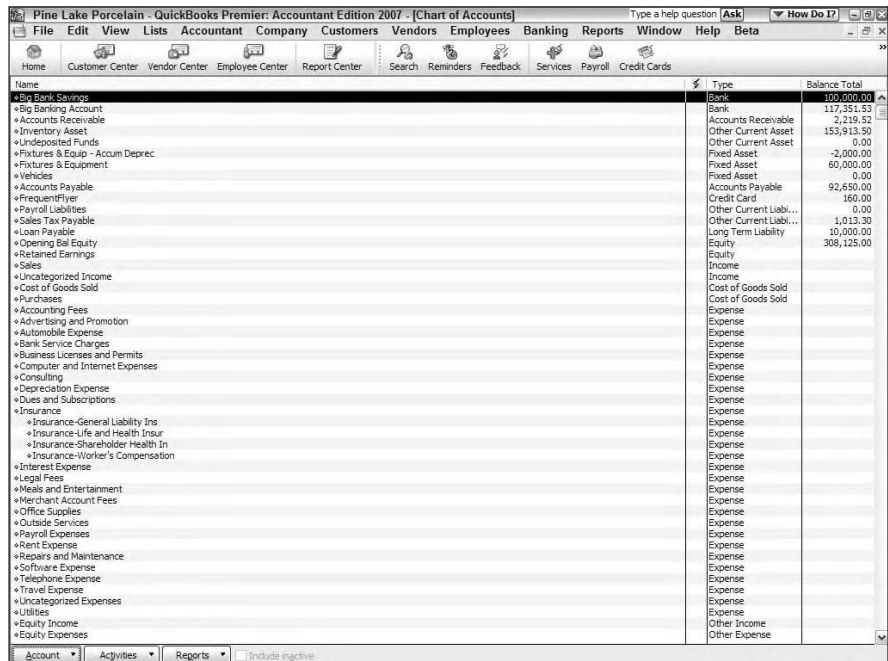 Pine Lake Porcelain - QuickBooks Premier: Accountant Edition 2007 - [Chart of Accounts] Type a help question Ask How Do I?
File Edit View Lists Accountant Company Customers Vendors Employees Banking Reports Window Help Beta
Home Customer Center Vendor Center Employee Center Report Center Search Reminders Feedback Services Payroll Credit Cards
Name Type Balance Total
Big Bank Savings Bank 100,000.00
Big Banking Account Bank 117,351.53
Accounts Receivable Accounts Receivable 2,219.52
Inventory Asset Other Current Asset 153,913.50
Undeposited Funds Other Current Asset 0.00
Fixtures & Equip - Accum Deprec Fixed Asset -2,000.00
Fixtures & Equipment Fixed Asset 60,000.00
Vehicles Fixed Asset 0.00
Accounts Payable Accounts Payable 92,650.00
FrequentFlyer Credit Card 160.00
Payroll Liabilities Other Current Liabi... 0.00
Sales Tax Payable Other Current Liabi... 1,013.30
Loan Payable Long Term Liability 10,000.00
Opening Bal Equity Equity 308,125.00
Retained Earnings Equity
Sales Income
Uncategorized Income Income
Cost of Goods Sold Cost of Goods Sold
Purchases Cost of Goods Sold
Accounting Fees Expense
Advertising and Promotion Expense
Automobile Expense Expense
Bank Service Charges Expense
Business Licenses and Permits Expense
Computer and Internet Expenses Expense
Consulting Expense
Depreciation Expense Expense
Dues and Subscriptions Expense
Insurance Expense
Insurance-General Liability Ins Expense
Insurance-Life and Health Insur Expense
Insurance-Shareholder Health In Expense
Insurance-Worker's Compensation Expense
Interest Expense Expense
Legal Fees Expense
Meals and Entertainment Expense
Merchant Account Fees Expense
Office Supplies Expense
Outside Services Expense
Payroll Expenses Expense
Rent Expense Expense
Repairs and Maintenance Expense
Software Expense Expense
Telephone Expense Expense
Travel Expense Expense
Uncategorized Expenses Expense
Utilities Expense
Equity Income Other Income
Equity Expenses Other Expense
Account Activities Reports Include inactive